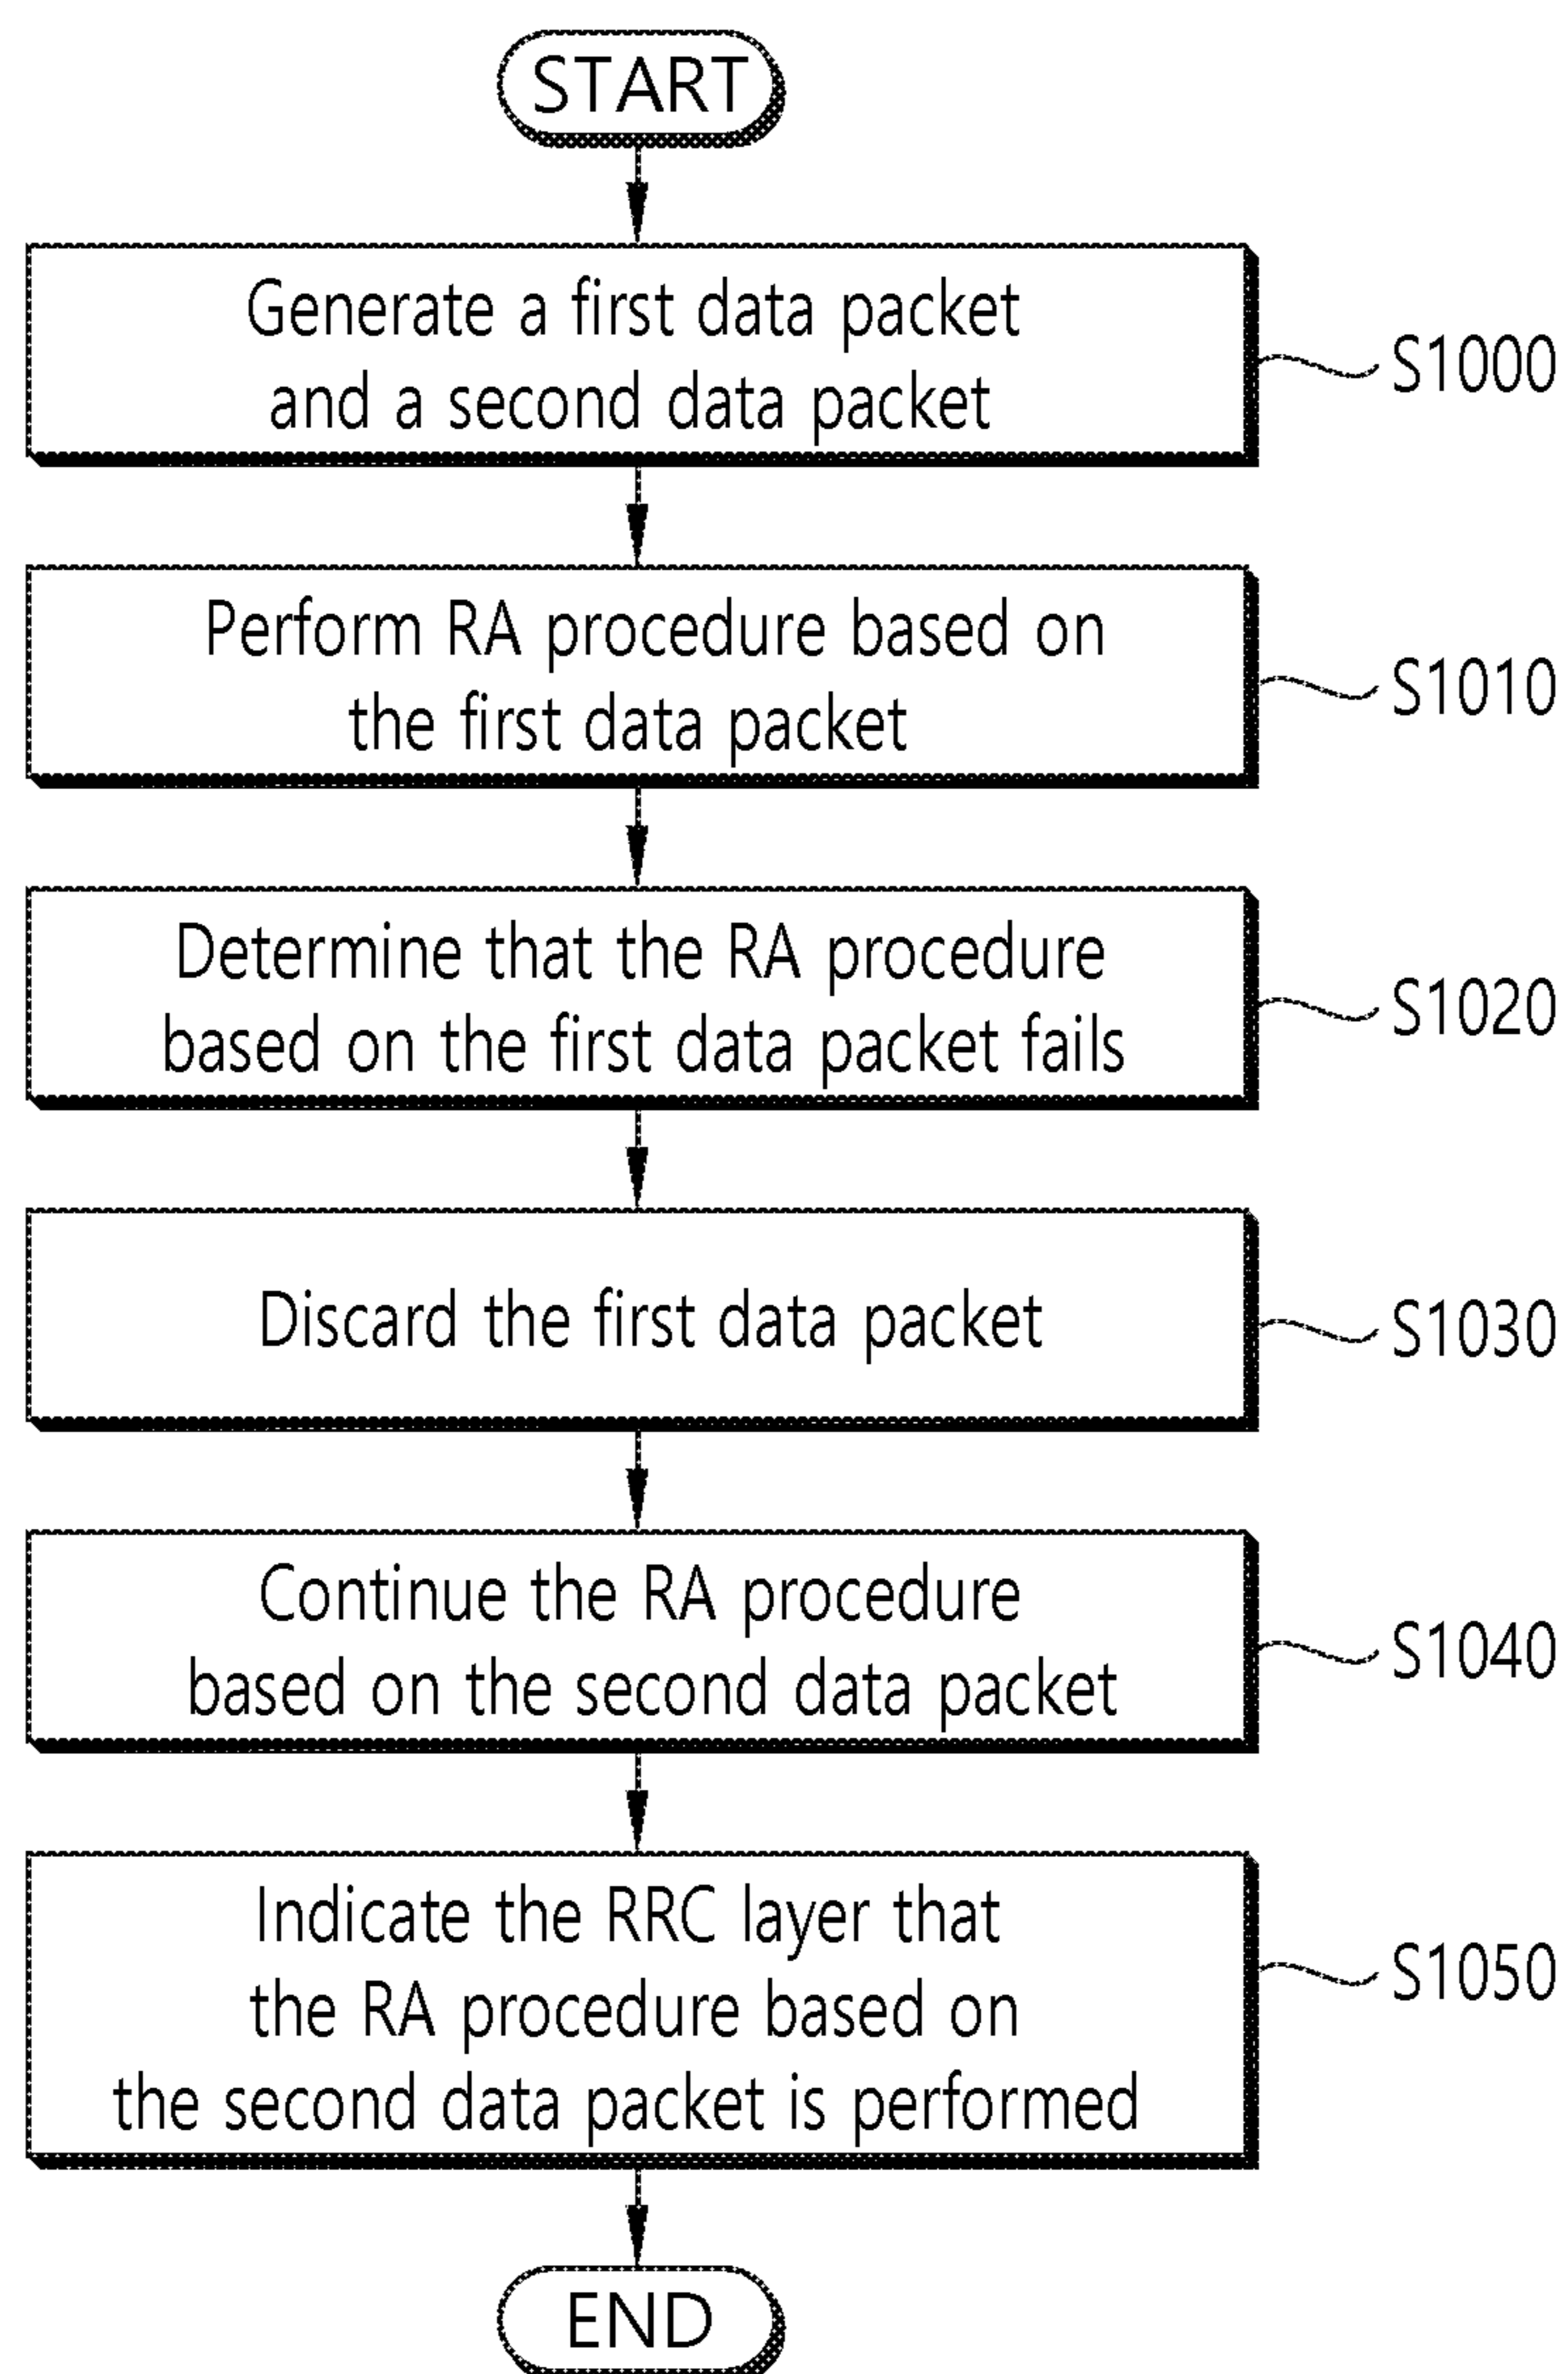 START
Generate a first data packet
and a second data packet
S1000
Perform RA procedure based on
the first data packet
S1010
Determine that the RA procedure
based on the first data packet fails
S1020
Discard the first data packet
S1030
Continue the RA procedure
based on the second data packet
S1040
Indicate the RRC layer that
the RA procedure based on
the second data packet is performed
S1050
END